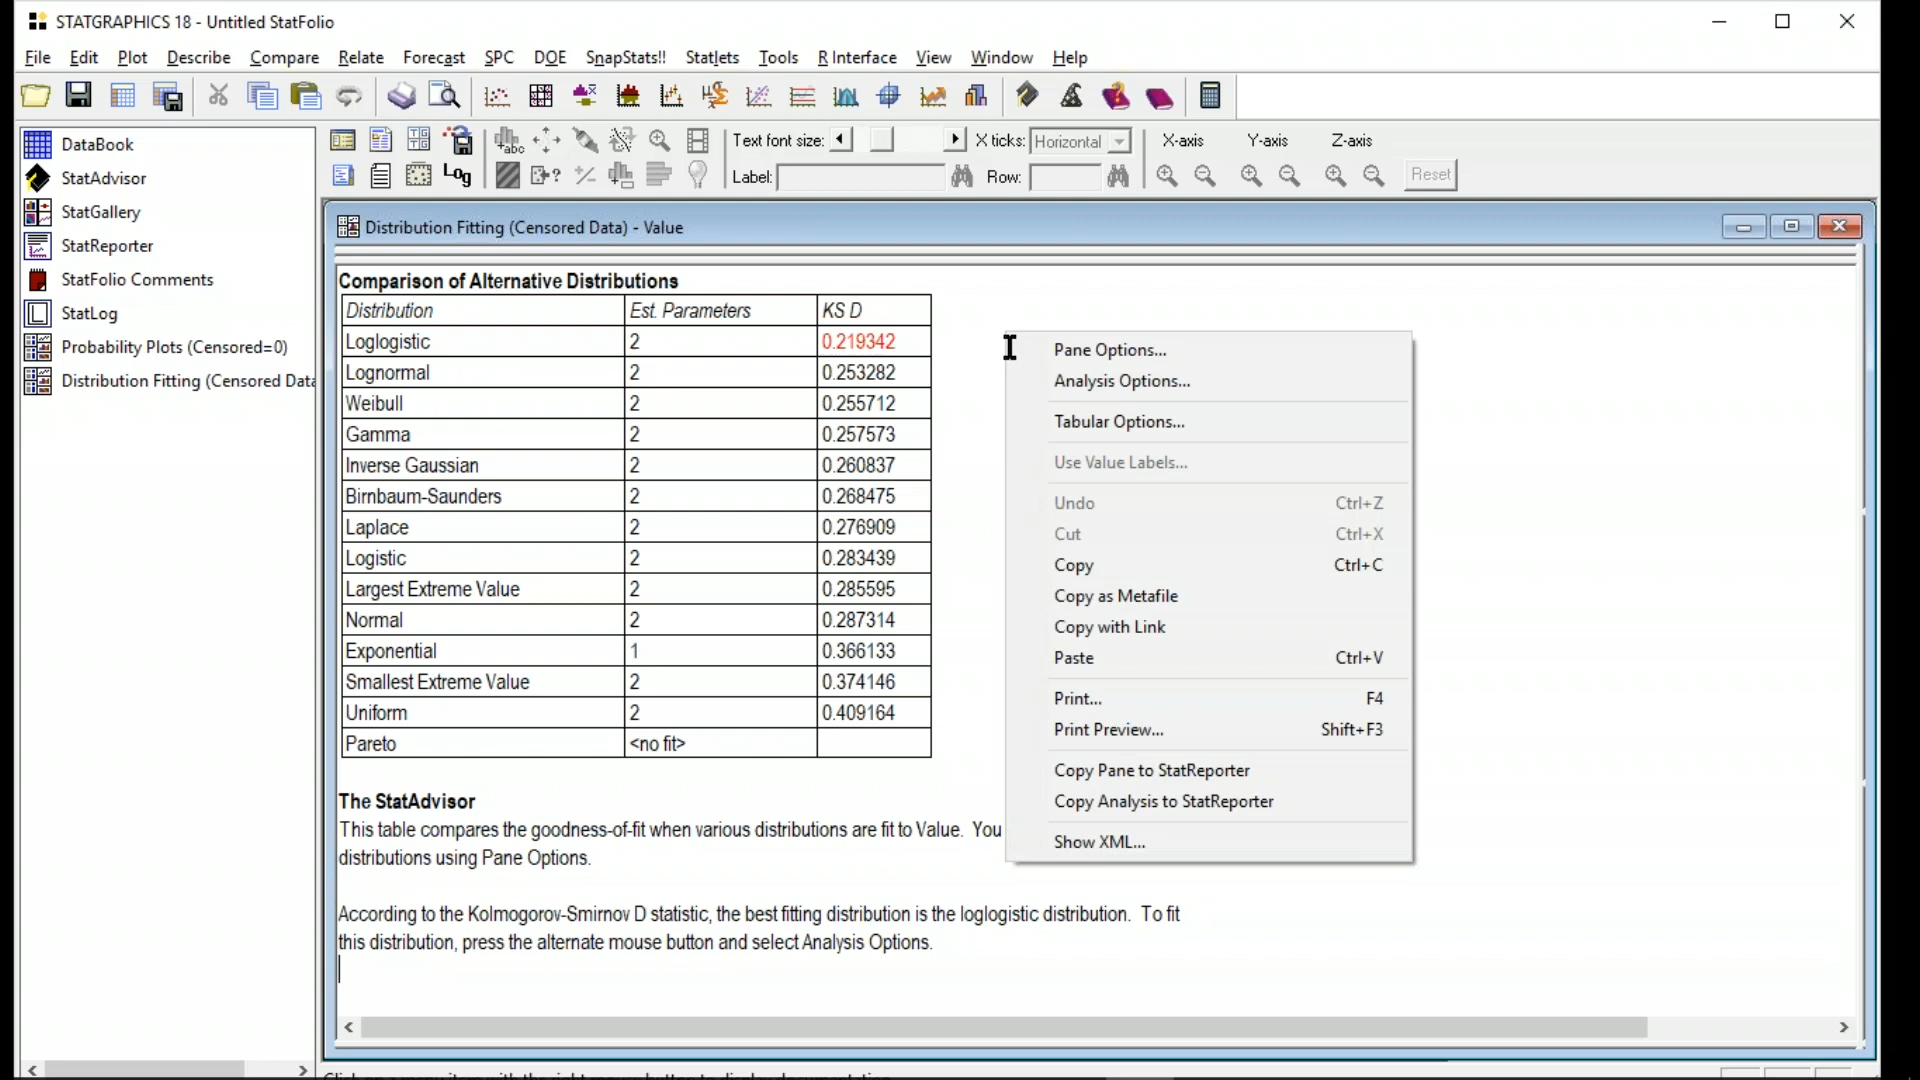 STATGRAPHICS 18 - Untitled StatFolio
File Edit Plot Describe Compare Relate Forecast SPC DOE SnapStats!! Statlets Tools R Interface View Window Help
DataBook
StatAdvisor
StatGallery
StatReporter
StatFolio Comments
StatLog
Probability Plots (Censored=0)
Distribution Fitting (Censored Data
Text font size: X ticks: Horizontal X-axis Y-axis Z-axis
Log Label: Row: Reset
Distribution Fitting (Censored Data) - Value
Comparison of Alternative Distributions
Distribution Est. Parameters KS D
Loglogistic 2 0.219342
Lognormal 2 0.253282
Weibull 2 0.255712
Gamma 2 0.257573
Inverse Gaussian 2 0.260837
Birnbaum-Saunders 2 0.268475
Laplace 2 0.276909
Logistic 2 0.283439
Largest Extreme Value 2 0.285595
Normal 2 0.287314
Exponential 1 0.366133
Smallest Extreme Value 2 0.374146
Uniform 2 0.409164
Pareto <no fit>
The StatAdvisor
This table compares the goodness-of-fit when various distributions are fit to Value. You
distributions using Pane Options.
According to the Kolmogorov-Smirnov D statistic, the best fitting distribution is the loglogistic distribution. To fit
this distribution, press the alternate mouse button and select Analysis Options.
Pane Options...
Analysis Options...
Tabular Options...
Use Value Labels...
Undo Ctrl+Z
Cut Ctrl+X
Copy Ctrl+C
Copy as Metafile
Copy with Link
Paste Ctrl+V
Print... F4
Print Preview... Shift+F3
Copy Pane to StatReporter
Copy Analysis to StatReporter
Show XML...